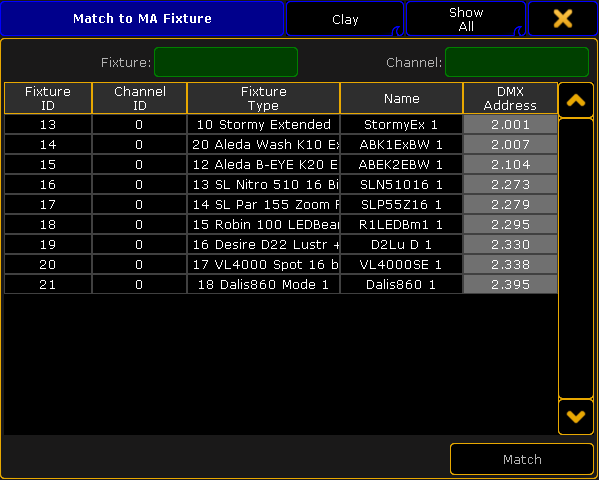 Match to MA Fixture
Clay
Show
All
Fixture:
Channel:
Fixture ID Channel ID Fixture Type Name DMX Address
13 0 10 Stormy Extended StormyEx 1 2.001
14 0 20 Aleda Wash K10 Ex ABK1ExBW 1 2.007
15 0 12 Aleda B-EYE K20 E ABEK2EBW 1 2.104
16 0 13 SL Nitro 510 16 Bi SLN51016 1 2.273
17 0 14 SL Par 155 Zoom F SLP55Z16 1 2.279
18 0 15 Robin 100 LEDBear R1LEDBm1 1 2.295
19 0 16 Desire D22 Lustr + D2Lu D 1 2.330
20 0 17 VL4000 Spot 16 b VL4000SE 1 2.338
21 0 18 Dalis860 Mode 1 Dalis860 1 2.395
Match